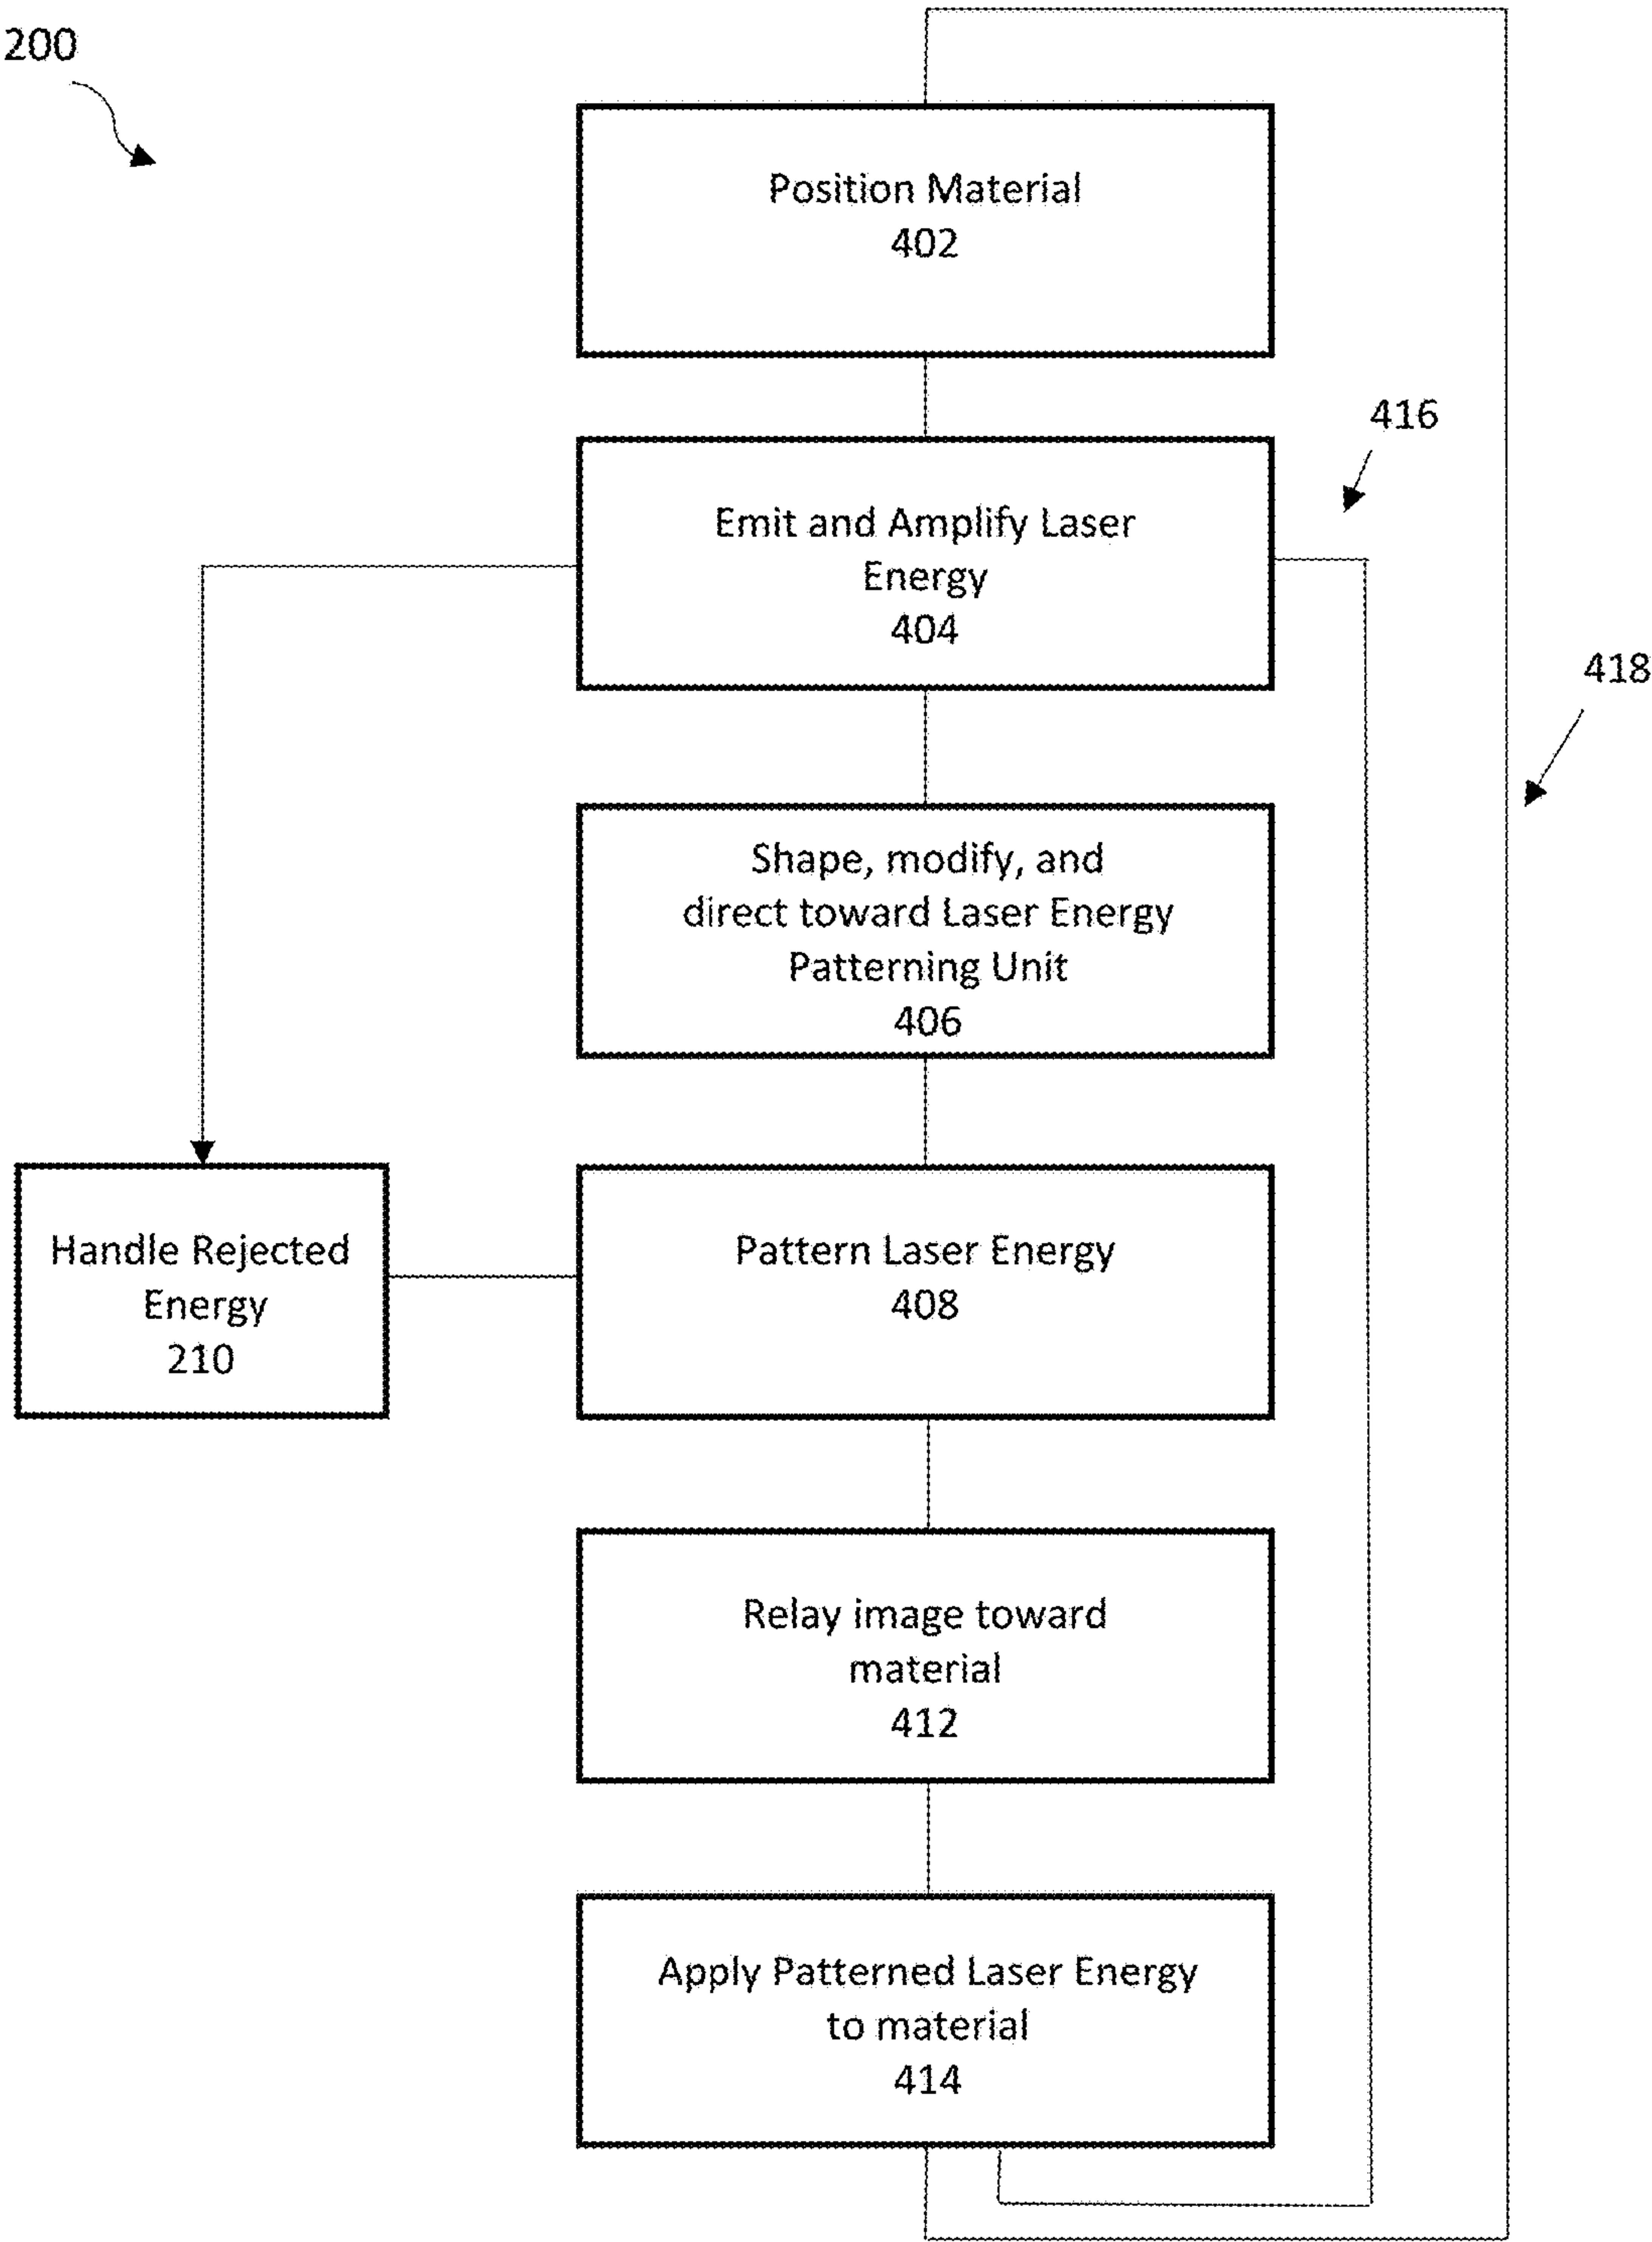 200
Position Material
402
416
Emit and Amplify Laser
Energy
404
418
Shape, modify, and
direct toward Laser Energy
Patterning Unit
406
Handle Rejected
Energy
210
Pattern Laser Energy
408
Relay image toward
material
412
Apply Patterned Laser Energy
to material
414